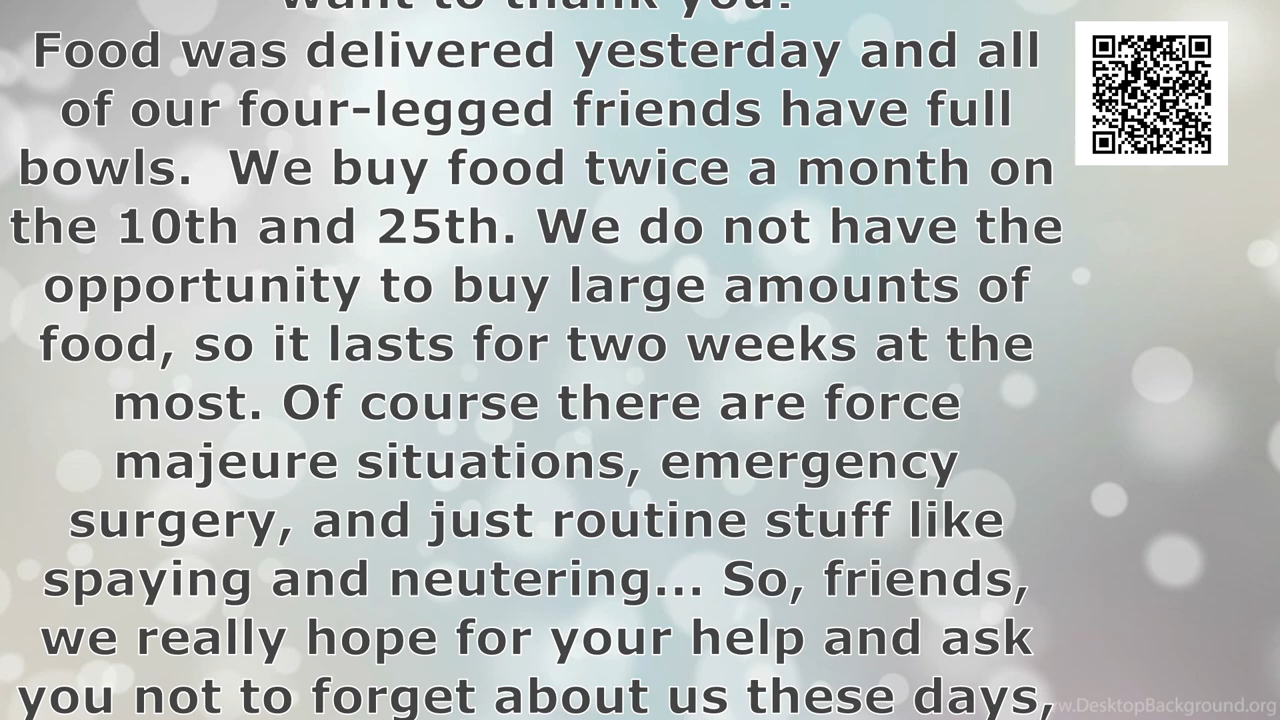 want to thank you!
Food was delivered yesterday and all
of our four-legged friends have full
bowls.  We buy food twice a month on
the 10th and 25th. We do not have the
opportunity to buy large amounts of
food, so it lasts for two weeks at the
most. Of course there are force
majeure situations, emergency
surgery, and just routine stuff like
spaying and neutering... So, friends,
we really hope for your help and ask
you not to forget about us these days,
w.DesktopBackground.org